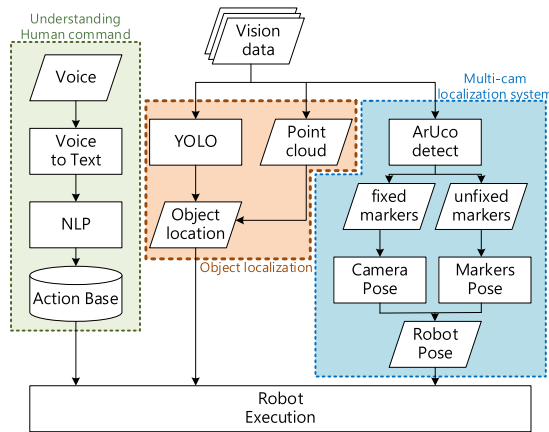 Understanding
Human command
Voice
Voice
to Text
NLP
Action Base
Vision
data
YOLO
Point
cloud
Object
location
Object localization
Multi-cam
localization system
ArUco
detect
fixed
markers
unfixed
markers
Camera
Pose
Markers
Pose
Robot
Pose
Robot
Execution